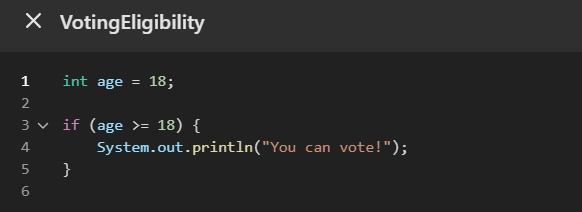 VotingEligibility
1 int age = 18;
2
3 if (age >= 18) {
4     System.out.println("You can vote!");
5 }
6